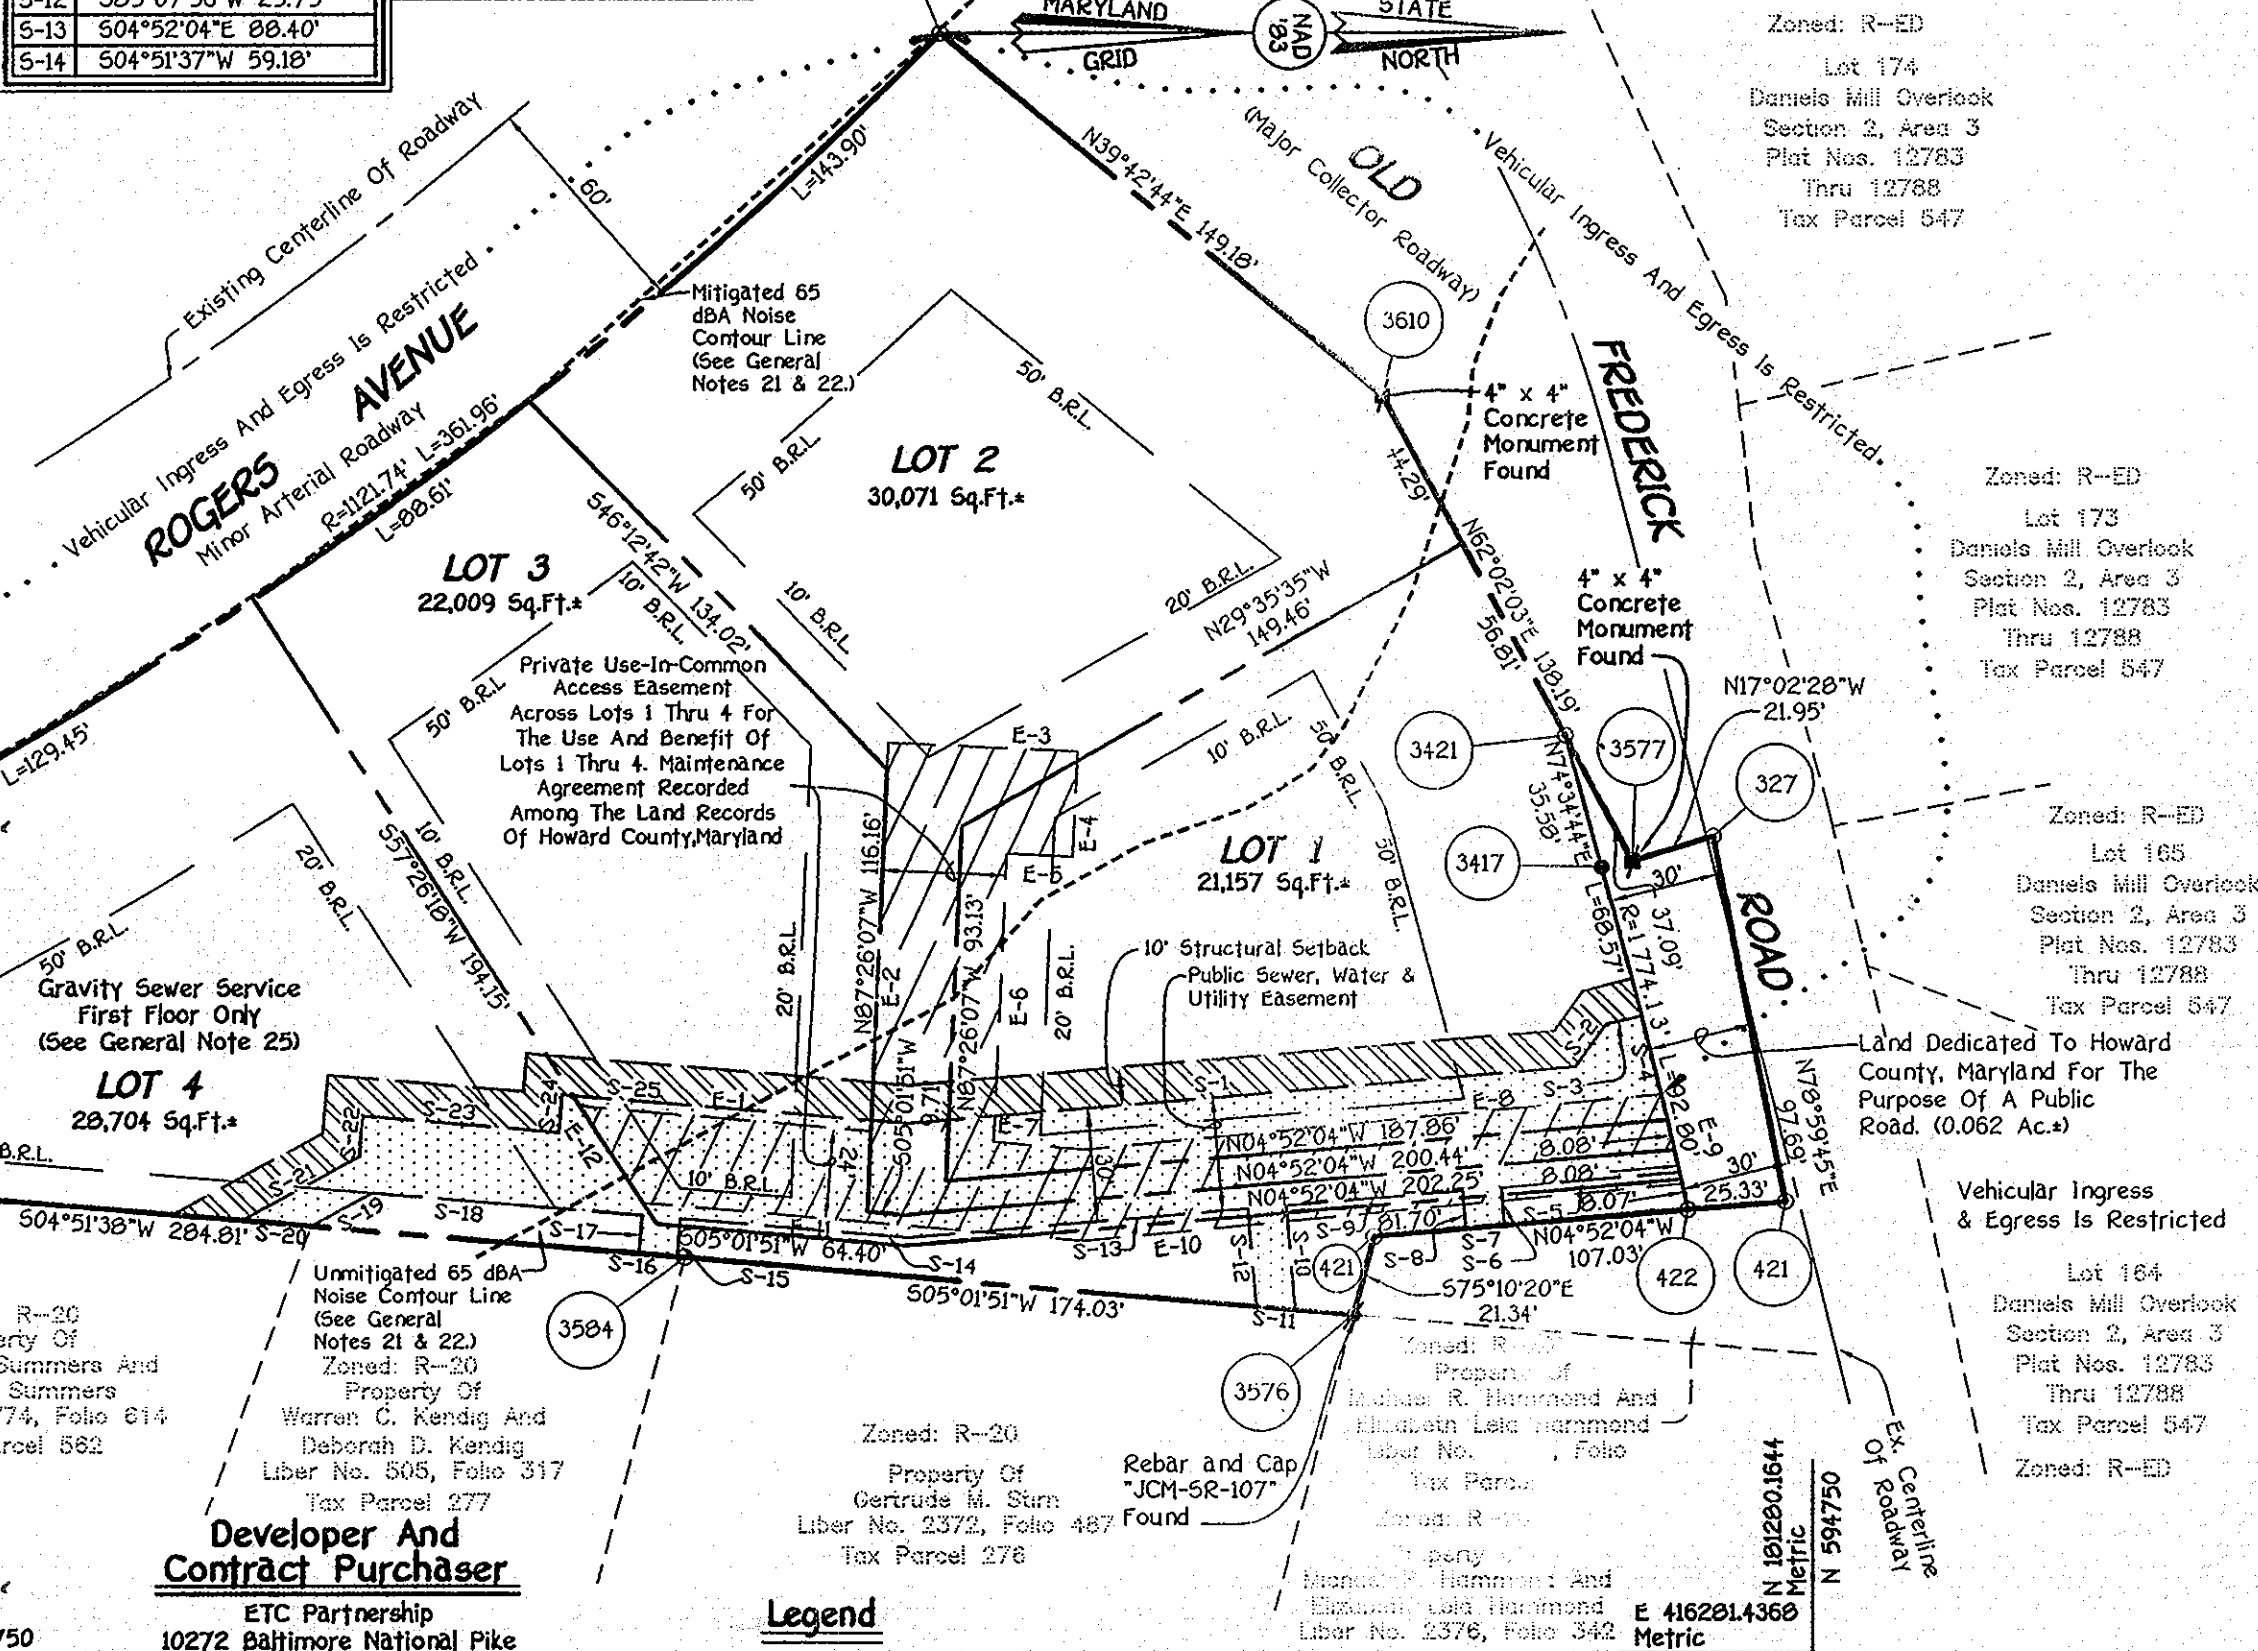 S-13 S04°52'04"E 88.40'
S-14 S04°51'37"W 59.18'
MARYLAND
STATE
GRID
NORTH
NAD
'83
Zoned: R-ED
Lot 174
Daniels Mill Overlook
Section 2, Area 3
Plat Nos. 12783
Thru 12788
Tax Parcel 547
Existing Centerline Of Roadway
60'
L=143.90'
N39°42'44"E 149.18'
(Major Collector Roadway)
OLD
FREDERICK
ROAD
Vehicular Ingress And Egress Is Restricted
Vehicular Ingress And Egress Is Restricted
ROGERS AVENUE
Minor Arterial Roadway
R=1121.74' L=361.96'
L=88.61'
L=129.45'
Mitigated 65
dBA Noise
Contour Line
(See General
Notes 21 & 22.)
50' B.R.L.
50' B.R.L.
LOT 2
30,071 Sq.Ft.±
3610
4" x 4"
Concrete
Monument
Found
44.29'
N62°02'03"E 138.19'
56.81'
4" x 4"
Concrete
Monument
Found
N17°02'28"W
21.95'
Zoned: R-ED
Lot 173
Daniels Mill Overlook
Section 2, Area 3
Plat Nos. 12783
Thru 12788
Tax Parcel 547
LOT 3
22,009 Sq.Ft.±
S46°12'42"W 134.02'
10' B.R.L.
10' B.R.L.
20' B.R.L.
N29°35'35"W
149.46'
50' B.R.L.
Private Use-In-Common
Access Easement
Across Lots 1 Thru 4 For
The Use And Benefit Of
Lots 1 Thru 4. Maintenance
Agreement Recorded
Among The Land Records
Of Howard County,Maryland
E-3
E-4
E-5
10' B.R.L.
50' B.R.L.
50' B.R.L.
3421
3577
327
3417
N74°34'44"E
35.58'
30'
37.09'
L=68.57'
R=1774.13' L=92.80'
LOT 1
21,157 Sq.Ft.±
Zoned: R-ED
Lot 165
Daniels Mill Overlook
Section 2, Area 3
Plat Nos. 12783
Thru 12788
Tax Parcel 547
S57°26'18"W 194.15'
10' B.R.L.
20' B.R.L.
50' B.R.L.
Gravity Sewer Service
First Floor Only
(See General Note 25)
LOT 4
28,704 Sq.Ft.±
B.R.L.
20' B.R.L.
N87°26'07"W 116.16'
E-2
N87°26'07"W 93.13'
E-6
20' B.R.L.
S05°01'51"W
9.71'
10' Structural Setback
Public Sewer, Water &
Utility Easement
Land Dedicated To Howard
County, Maryland For The
Purpose Of A Public
Road. (0.062 Ac.±)
N78°59'45"E
97.69'
S-25
E-1
S-24
S-23
S-22
S-21
S-20
S-19
S-18
S-17
S-16
S-15
S-14
S-13
S-12
S-11
S-10
S-9
S-8
S-7
S-6
S-5
S-4
S-3
S-2
S-1
E-7
E-8
E-9
E-10
E-11
E-12
24'
30'
10' B.R.L.
N04°52'04"W 187.86'
N04°52'04"W 200.44'
N04°52'04"W 202.25'
8.08'
8.08'
8.07'
81.70'
30'
25.33'
N04°52'04"W
107.03'
S04°51'38"W 284.81'
S05°01'51"W 64.40'
S05°01'51"W 174.03'
S75°10'20"E
21.34'
421
422
421
3584
3576
Vehicular Ingress
& Egress Is Restricted
Unmitigated 65 dBA
Noise Contour Line
(See General
Notes 21 & 22.)
Zoned: R-20
Property Of
Warren C. Kendig And
Deborah D. Kendig
Liber No. 505, Folio 317
Tax Parcel 277
R-20
Summers And
Summers
Folio 614
562
Zoned: R-20
Property Of
Gertrude M. Stirn
Liber No. 2372, Folio 487
Tax Parcel 276
Rebar and Cap
"JCM-SR-107"
Found
R. Hammond And
Folio
Hammond And
Hammond
Liber No. 2376, Folio 342
Lot 164
Daniels Mill Overlook
Section 2, Area 3
Plat Nos. 12783
Thru 12788
Tax Parcel 547
Zoned: R-ED
Ex. Centerline
Of Roadway
N 181280.1644
Metric
N 594750
E 416281.4368
Metric
Developer And
Contract Purchaser
ETC Partnership
10272 Baltimore National Pike
Legend